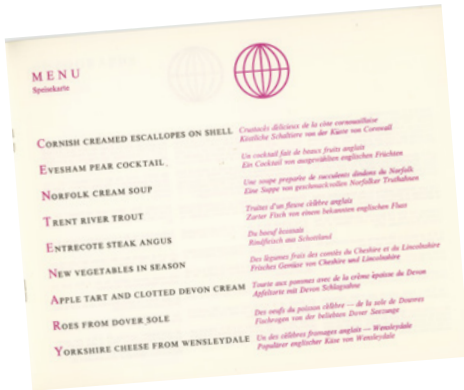 MENU
Speisekarte
CORNISH CREAMED ESCALLOPES ON SHELL
Crustacés délicieux de la côte cornouaillaise
Köstliche Schaltiere von der Küste von Cornwall
EVESHAM PEAR COCKTAIL
Un cocktail fait de beaux fruits anglais
Ein Cocktail von ausgewählten englischen Früchten
NORFOLK CREAM SOUP
Une soupe preparée de succulents dindons du Norfolk
Eine Suppe von geschmackvollen Norfolker Truthahnen
TRENT RIVER TROUT
Truites d'un fleuve célèbre anglais
Zarter Fisch von einem bekannten englischen Fluss
ENTRECOTE STEAK ANGUS
Du boeuf écossais
Rindfleisch aus Schottland
NEW VEGETABLES IN SEASON
Des légumes frais des comtés du Cheshire et du Lincolnshire
Frisches Gemüse von Cheshire und Lincolnshire
APPLE TART AND CLOTTED DEVON CREAM
Tourte aux pommes avec de la crème épaisse du Devon
Apfeltorte mit Devon Schlagsahne
ROES FROM DOVER SOLE
Des oeufs du poisson célèbre — de la sole de Douvres
Fischrogen von der beliebten Dover Seezunge
YORKSHIRE CHEESE FROM WENSLEYDALE
Un des célèbres fromages anglais — Wensleydale
Populärer englischer Käse von Wensleydale